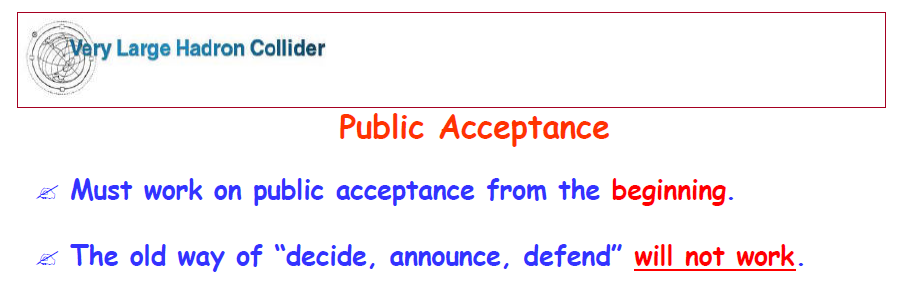 Very Large Hadron Collider
Public Acceptance
Must work on public acceptance from the beginning.
The old way of “decide, announce, defend” will not work.